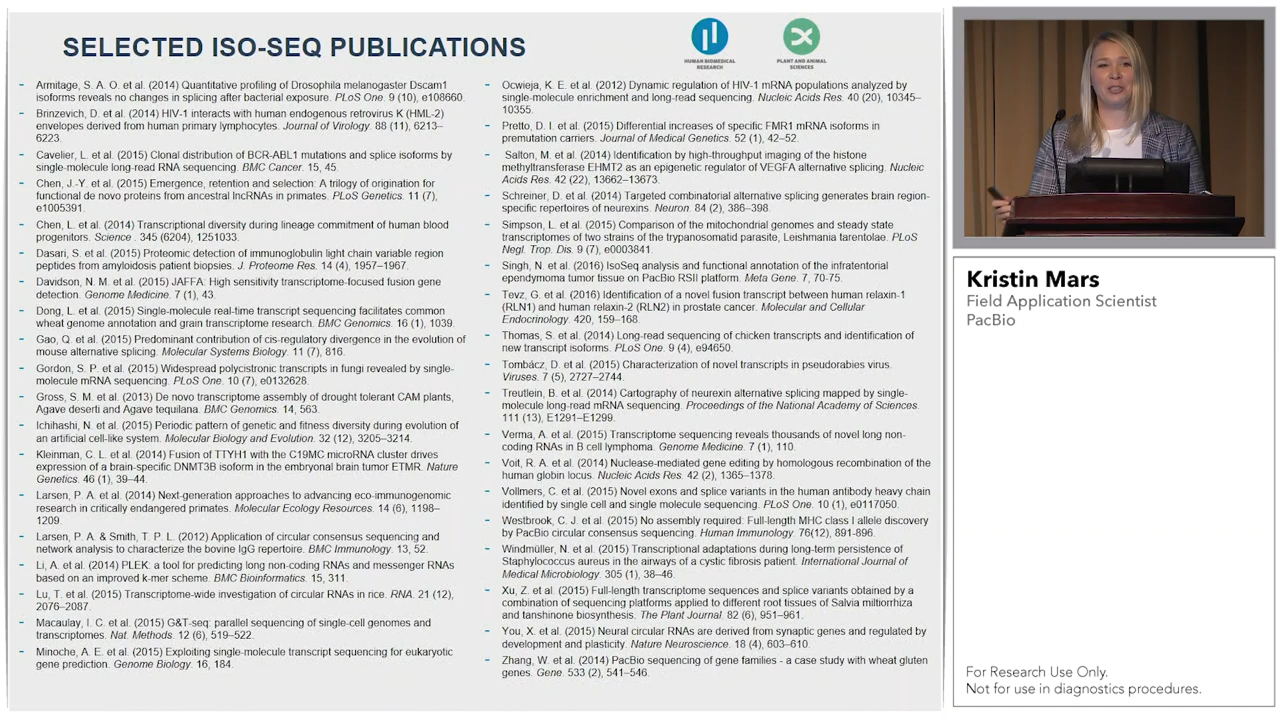 SELECTED ISO-SEQ PUBLICATIONS
HUMAN BIOMEDICAL
RESEARCH
PLANT AND ANIMAL
SCIENCES
- Armitage, S. A. O. et al. (2014) Quantitative profiling of Drosophila melanogaster Dscam1
isoforms reveals no changes in splicing after bacterial exposure. PLoS One. 9 (10), e108660.
- Brinzevich, D. et al. (2014) HIV-1 interacts with human endogenous retrovirus K (HML-2)
envelopes derived from human primary lymphocytes. Journal of Virology. 88 (11), 6213–
6223.
- Cavelier, L. et al. (2015) Clonal distribution of BCR-ABL1 mutations and splice isoforms by
single-molecule long-read RNA sequencing. BMC Cancer. 15, 45.
- Chen, J.-Y. et al. (2015) Emergence, retention and selection: A trilogy of origination for
functional de novo proteins from ancestral lncRNAs in primates. PLoS Genetics. 11 (7),
e1005391.
- Chen, L. et al. (2014) Transcriptional diversity during lineage commitment of human blood
progenitors. Science . 345 (6204), 1251033.
- Dasari, S. et al. (2015) Proteomic detection of immunoglobulin light chain variable region
peptides from amyloidosis patient biopsies. J. Proteome Res. 14 (4), 1957–1967.
- Davidson, N. M. et al. (2015) JAFFA: High sensitivity transcriptome-focused fusion gene
detection. Genome Medicine. 7 (1), 43.
- Dong, L. et al. (2015) Single-molecule real-time transcript sequencing facilitates common
wheat genome annotation and grain transcriptome research. BMC Genomics. 16 (1), 1039.
- Gao, Q. et al. (2015) Predominant contribution of cis-regulatory divergence in the evolution of
mouse alternative splicing. Molecular Systems Biology. 11 (7), 816.
- Gordon, S. P. et al. (2015) Widespread polycistronic transcripts in fungi revealed by single-
molecule mRNA sequencing. PLoS One. 10 (7), e0132628.
- Gross, S. M. et al. (2013) De novo transcriptome assembly of drought tolerant CAM plants,
Agave deserti and Agave tequilana. BMC Genomics. 14, 563.
- Ichihashi, N. et al. (2015) Periodic pattern of genetic and fitness diversity during evolution of
an artificial cell-like system. Molecular Biology and Evolution. 32 (12), 3205–3214.
- Kleinman, C. L. et al. (2014) Fusion of TTYH1 with the C19MC microRNA cluster drives
expression of a brain-specific DNMT3B isoform in the embryonal brain tumor ETMR. Nature
Genetics. 46 (1), 39–44.
- Larsen, P. A. et al. (2014) Next-generation approaches to advancing eco-immunogenomic
research in critically endangered primates. Molecular Ecology Resources. 14 (6), 1198–
1209.
- Larsen, P. A. & Smith, T. P. L. (2012) Application of circular consensus sequencing and
network analysis to characterize the bovine IgG repertoire. BMC Immunology. 13, 52.
- Li, A. et al. (2014) PLEK: a tool for predicting long non-coding RNAs and messenger RNAs
based on an improved k-mer scheme. BMC Bioinformatics. 15, 311.
- Lu, T. et al. (2015) Transcriptome-wide investigation of circular RNAs in rice. RNA. 21 (12),
2076–2087.
- Macaulay, I. C. et al. (2015) G&T-seq: parallel sequencing of single-cell genomes and
transcriptomes. Nat. Methods. 12 (6), 519–522.
- Minoche, A. E. et al. (2015) Exploiting single-molecule transcript sequencing for eukaryotic
gene prediction. Genome Biology. 16, 184.
- Ocwieja, K. E. et al. (2012) Dynamic regulation of HIV-1 mRNA populations analyzed by
single-molecule enrichment and long-read sequencing. Nucleic Acids Res. 40 (20), 10345–
10355.
- Pretto, D. I. et al. (2015) Differential increases of specific FMR1 mRNA isoforms in
premutation carriers. Journal of Medical Genetics. 52 (1), 42–52.
- Salton, M. et al. (2014) Identification by high-throughput imaging of the histone
methyltransferase EHMT2 as an epigenetic regulator of VEGFA alternative splicing. Nucleic
Acids Res. 42 (22), 13662–13673.
- Schreiner, D. et al. (2014) Targeted combinatorial alternative splicing generates brain region-
specific repertoires of neurexins. Neuron. 84 (2), 386–398.
- Simpson, L. et al. (2015) Comparison of the mitochondrial genomes and steady state
transcriptomes of two strains of the trypanosomatid parasite, Leishmania tarentolae. PLoS
Negl. Trop. Dis. 9 (7), e0003841.
- Singh, N. et al. (2016) IsoSeq analysis and functional annotation of the infratentorial
ependymoma tumor tissue on PacBio RSII platform. Meta Gene. 7, 70-75.
- Tevz, G. et al. (2016) Identification of a novel fusion transcript between human relaxin-1
(RLN1) and human relaxin-2 (RLN2) in prostate cancer. Molecular and Cellular
Endocrinology. 420, 159–168.
- Thomas, S. et al. (2014) Long-read sequencing of chicken transcripts and identification of
new transcript isoforms. PLoS One. 9 (4), e94650.
- Tombácz, D. et al. (2015) Characterization of novel transcripts in pseudorabies virus.
Viruses. 7 (5), 2727–2744.
- Treutlein, B. et al. (2014) Cartography of neurexin alternative splicing mapped by single-
molecule long-read mRNA sequencing. Proceedings of the National Academy of Sciences.
111 (13), E1291–E1299.
- Verma, A. et al. (2015) Transcriptome sequencing reveals thousands of novel long non-
coding RNAs in B cell lymphoma. Genome Medicine. 7 (1), 110.
- Voit, R. A. et al. (2014) Nuclease-mediated gene editing by homologous recombination of the
human globin locus. Nucleic Acids Res. 42 (2), 1365–1378.
- Vollmers, C. et al. (2015) Novel exons and splice variants in the human antibody heavy chain
identified by single cell and single molecule sequencing. PLoS One. 10 (1), e0117050.
- Westbrook, C. J. et al. (2015) No assembly required: Full-length MHC class I allele discovery
by PacBio circular consensus sequencing. Human Immunology. 76(12), 891-896.
- Windmüller, N. et al. (2015) Transcriptional adaptations during long-term persistence of
Staphylococcus aureus in the airways of a cystic fibrosis patient. International Journal of
Medical Microbiology. 305 (1), 38–46.
- Xu, Z. et al. (2015) Full-length transcriptome sequences and splice variants obtained by a
combination of sequencing platforms applied to different root tissues of Salvia miltiorrhiza
and tanshinone biosynthesis. The Plant Journal. 82 (6), 951–961.
- You, X. et al. (2015) Neural circular RNAs are derived from synaptic genes and regulated by
development and plasticity. Nature Neuroscience. 18 (4), 603–610.
- Zhang, W. et al. (2014) PacBio sequencing of gene families - a case study with wheat gluten
genes. Gene. 533 (2), 541–546.
Kristin Mars
Field Application Scientist
PacBio
For Research Use Only.
Not for use in diagnostics procedures.